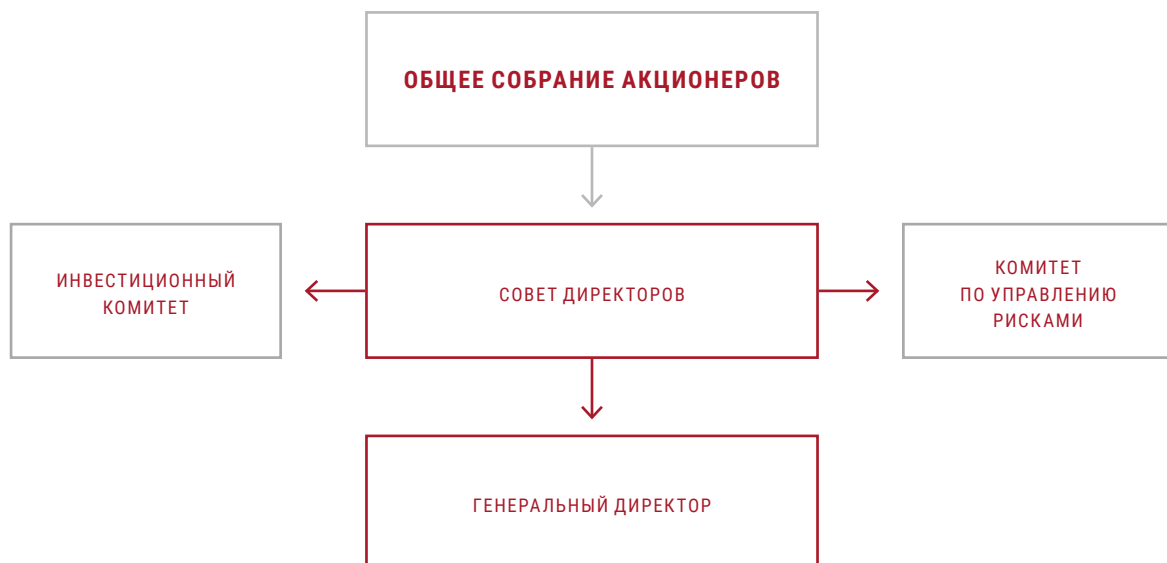 ОБЩЕЕ СОБРАНИЕ АКЦИОНЕРОВ
ИНВЕСТИЦИОННЫЙ
КОМИТЕТ
СОВЕТ ДИРЕКТОРОВ
КОМИТЕТ
ПО УПРАВЛЕНИЮ
РИСКАМИ
ГЕНЕРАЛЬНЫЙ ДИРЕКТОР